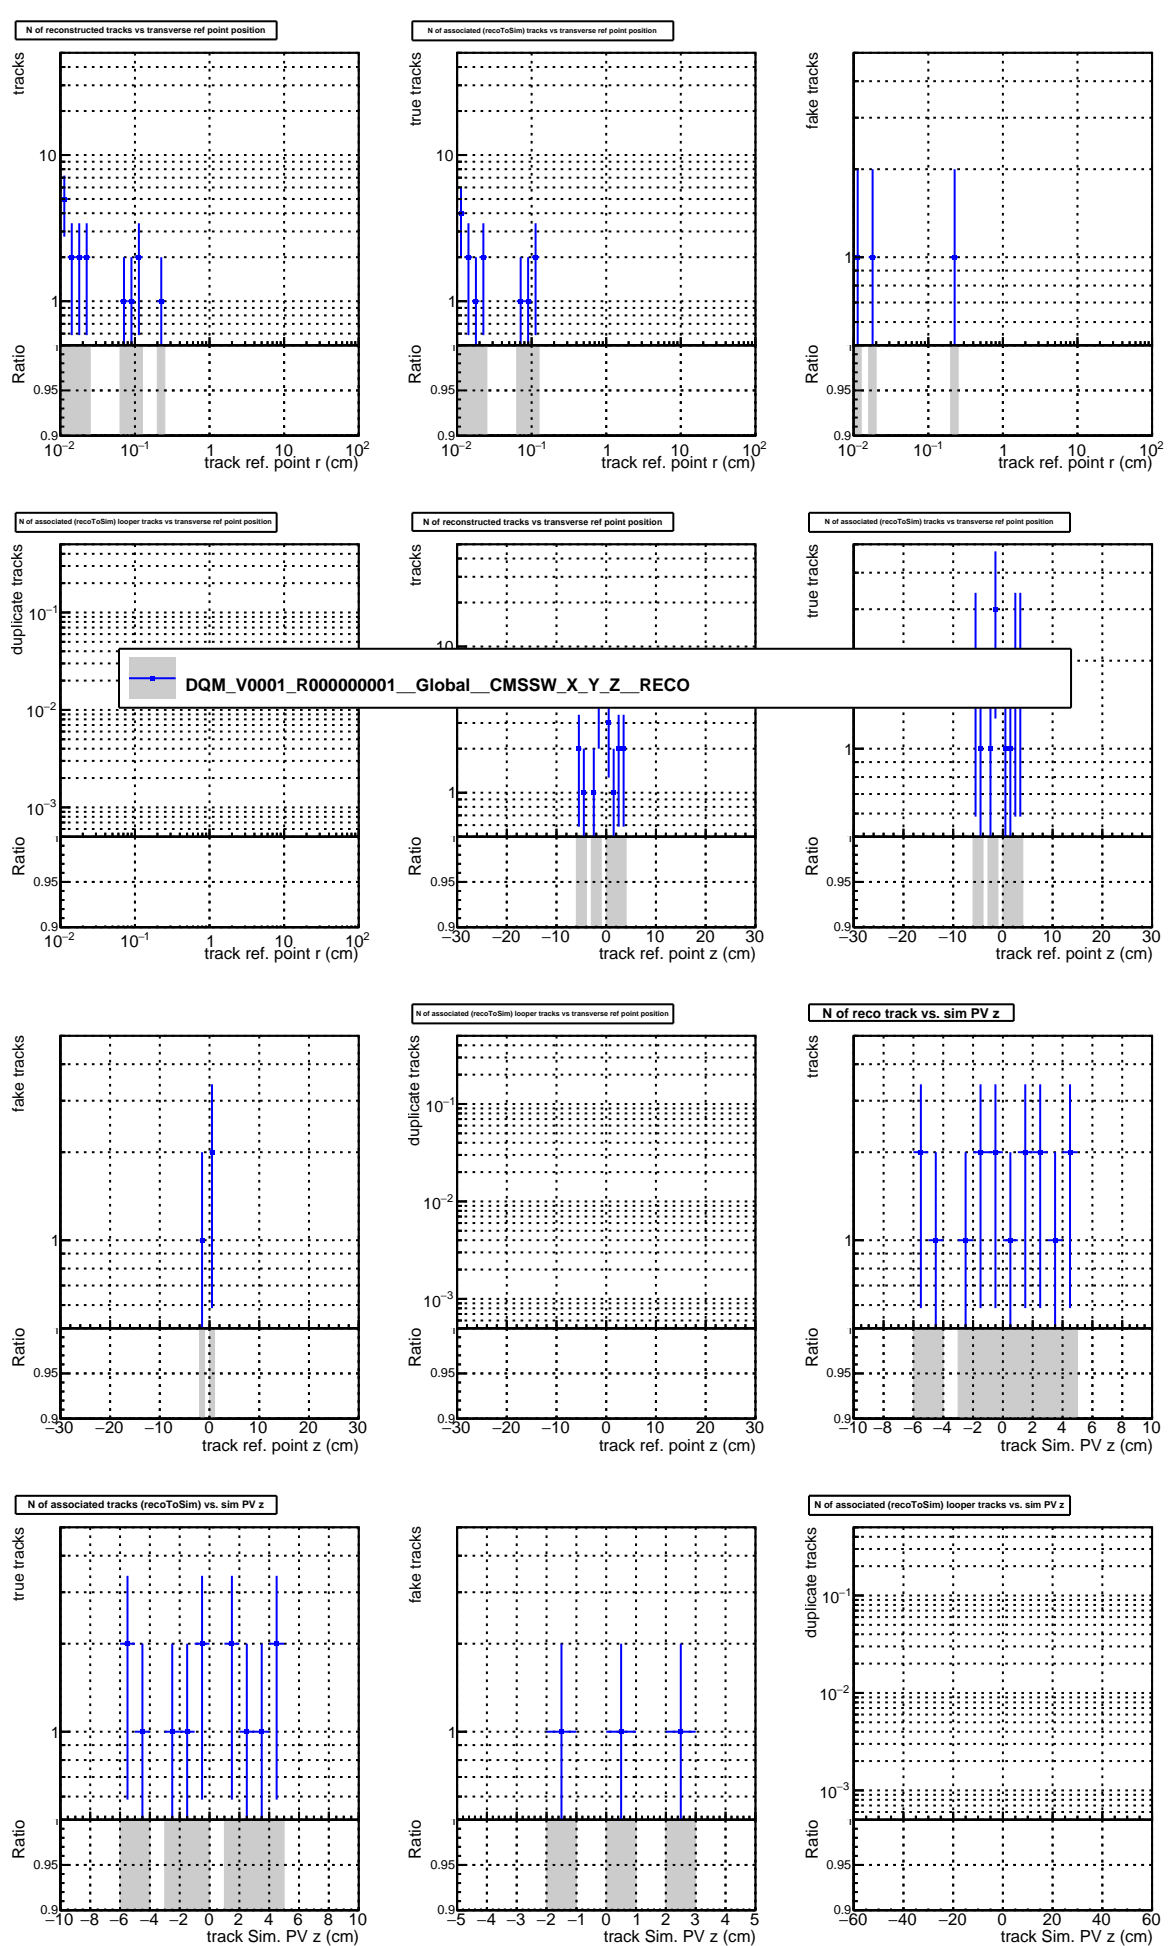 N of reconstructed tracks vs transverse ref point position
tracks
10
1
Ratio
1
0.95
0.9
10−2 10−1 1 10 102
track ref. point r (cm)
N of associated (recoToSim) tracks vs transverse ref point position
true tracks
10
1
Ratio
1
0.95
0.9
10−2 10−1 1 10 102
track ref. point r (cm)
fake tracks
1
Ratio
1
0.95
0.9
10−2 10−1 1 10 102
track ref. point r (cm)
N of associated (recoToSim) looper tracks vs transverse ref point position
duplicate tracks
10−1
10−2
10−3
Ratio
1
0.95
0.9
10−2 10−1 1 10 102
track ref. point r (cm)
N of reconstructed tracks vs transverse ref point position
tracks
10
1
Ratio
1
0.95
0.9
−30 −20 −10 0 10 20 30
track ref. point z (cm)
N of associated (recoToSim) tracks vs transverse ref point position
true tracks
1
Ratio
1
0.95
0.9
−30 −20 −10 0 10 20 30
track ref. point z (cm)
DQM_V0001_R000000001__Global__CMSSW_X_Y_Z__RECO
fake tracks
1
Ratio
1
0.95
0.9
−30 −20 −10 0 10 20 30
track ref. point z (cm)
N of associated (recoToSim) looper tracks vs transverse ref point position
duplicate tracks
10−1
10−2
10−3
Ratio
1
0.95
0.9
−30 −20 −10 0 10 20 30
track ref. point z (cm)
N of reco track vs. sim PV z
tracks
1
Ratio
1
0.95
0.9
−10 −8 −6 −4 −2 0 2 4 6 8 10
track Sim. PV z (cm)
N of associated tracks (recoToSim) vs. sim PV z
true tracks
1
Ratio
1
0.95
0.9
−10 −8 −6 −4 −2 0 2 4 6 8 10
track Sim. PV z (cm)
fake tracks
1
Ratio
1
0.95
0.9
−5 −4 −3 −2 −1 0 1 2 3 4 5
track Sim. PV z (cm)
N of associated (recoToSim) looper tracks vs. sim PV z
duplicate tracks
10−1
10−2
10−3
Ratio
1
0.95
0.9
−60 −40 −20 0 20 40 60
track Sim. PV z (cm)